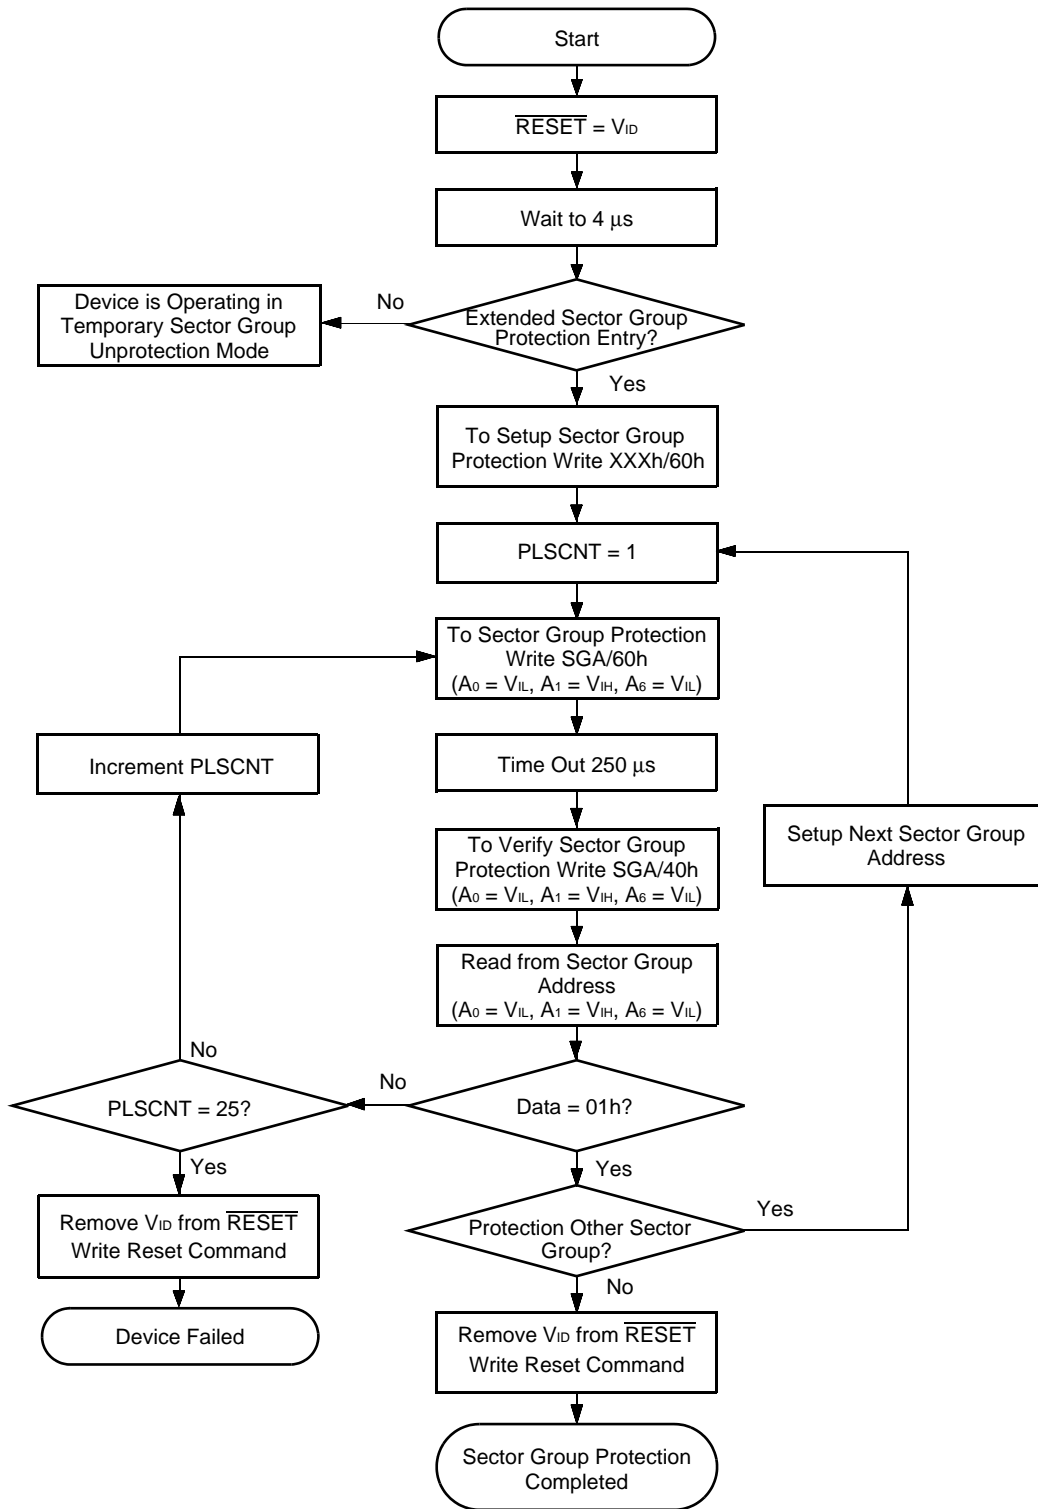 Start
RESET = VID
Wait to 4 μs
No
Device is Operating in
Temporary Sector Group
Unprotection Mode
Extended Sector Group
Protection Entry?
Yes
To Setup Sector Group
Protection Write XXXh/60h
PLSCNT = 1
To Sector Group Protection
Write SGA/60h
(A0 = VIL, A1 = VIH, A6 = VIL)
Increment PLSCNT
Time Out 250 μs
Setup Next Sector Group
Address
To Verify Sector Group
Protection Write SGA/40h
(A0 = VIL, A1 = VIH, A6 = VIL)
Read from Sector Group
Address
(A0 = VIL, A1 = VIH, A6 = VIL)
No
No
PLSCNT = 25?
Data = 01h?
Yes
Yes
Yes
Remove VID from RESET
Write Reset Command
Protection Other Sector
Group?
No
Device Failed
Remove VID from RESET
Write Reset Command
Sector Group Protection
Completed